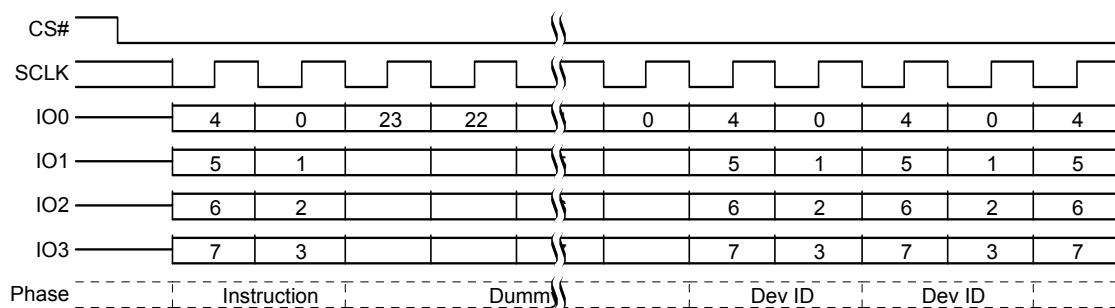 CS#
SCLK
IO0 4 0 23 22 0 4 0 4 0 4
IO1 5 1 5 1 5 1 5
IO2 6 2 6 2 6 2 6
IO3 7 3 7 3 7 3 7
Phase Instruction Dumm Dev ID Dev ID